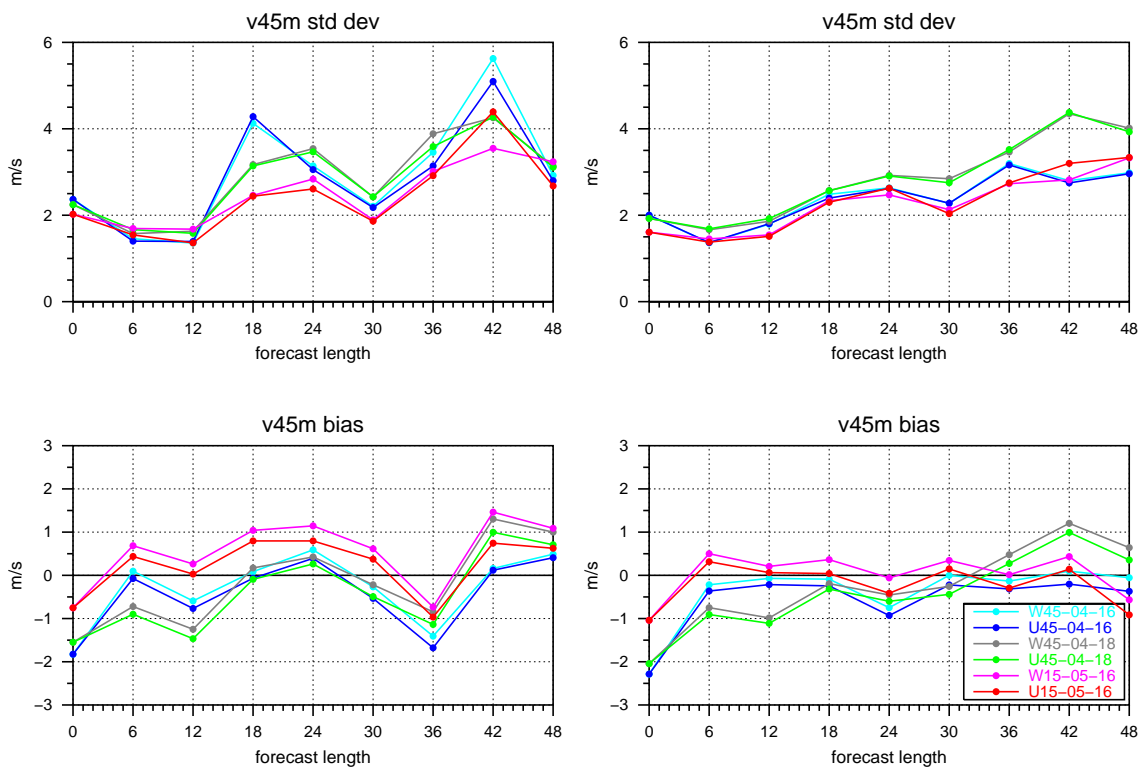 v45m std dev
6
4
2
0
m/s
0 6 12 18 24 30 36 42 48
forecast length
v45m std dev
6
4
2
0
m/s
0 6 12 18 24 30 36 42 48
forecast length
v45m bias
3
2
1
0
−1
−2
−3
m/s
0 6 12 18 24 30 36 42 48
forecast length
v45m bias
3
2
1
0
−1
−2
−3
m/s
0 6 12 18 24 30 36 42 48
forecast length
W45−04−16
U45−04−16
W45−04−18
U45−04−18
W15−05−16
U15−05−16